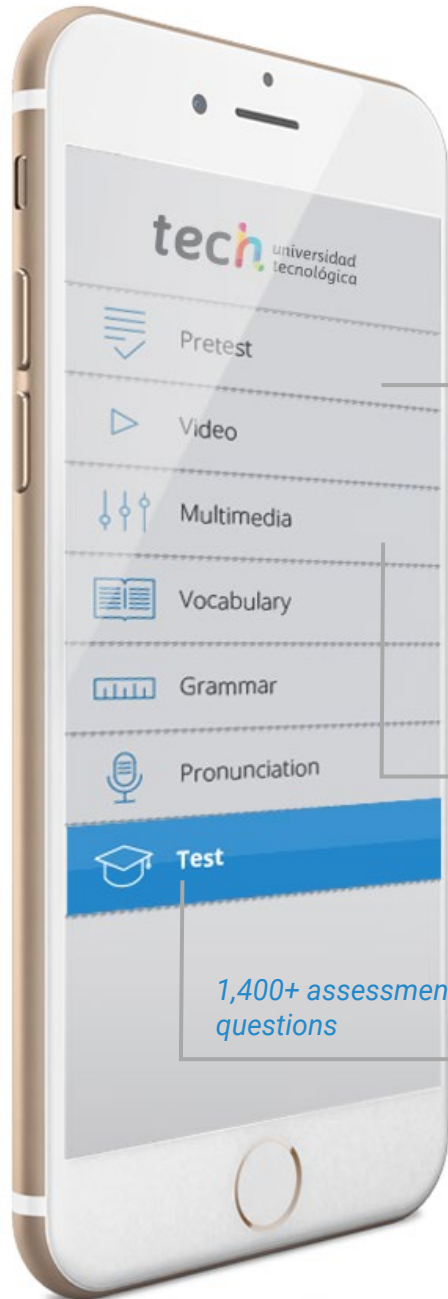 tech universidad
tecnológica
Pretest
Video
Multimedia
Vocabulary
Grammar
Pronunciation
Test
1,400+ assessmen
questions